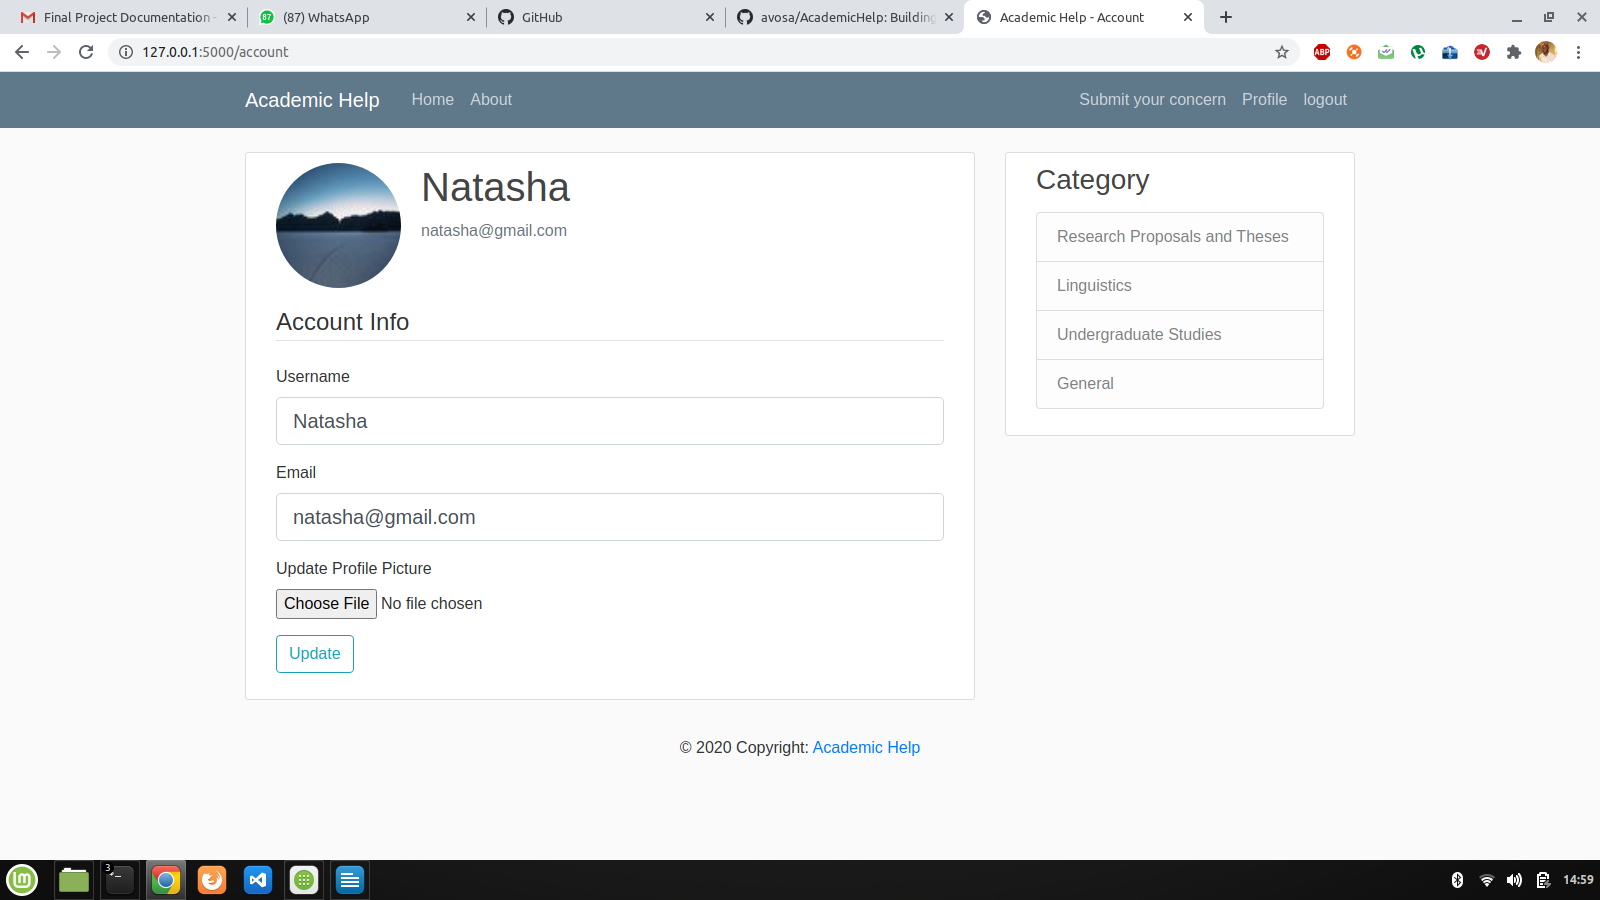 Final Project Documentation -
(87) WhatsApp
GitHub
avosa/AcademicHelp: Building
Academic Help - Account
127.0.0.1:5000/account
ABP
Academic Help
Home
About
Submit your concern
Profile
logout
Natasha
natasha@gmail.com
Account Info
Username
Natasha
Email
natasha@gmail.com
Update Profile Picture
Choose File No file chosen
Update
Category
Research Proposals and Theses
Linguistics
Undergraduate Studies
General
© 2020 Copyright: Academic Help
3
14:59